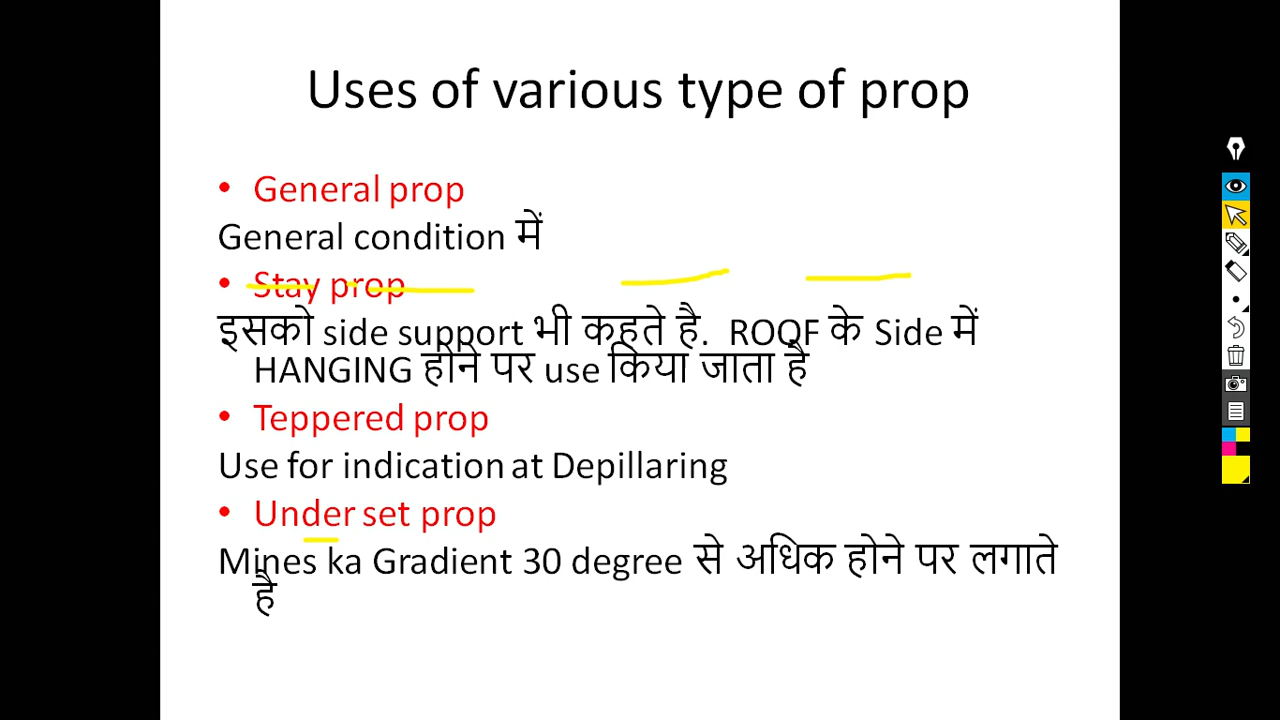 Uses of various type of prop
• General prop
General condition में
• Stay prop
इसको side support भी कहते है. ROOF के Side में
HANGING होने पर use किया जाता है
• Teppered prop
Use for indication at Depillaring
• Under set prop
Mines ka Gradient 30 degree से अधिक होने पर लगाते
है